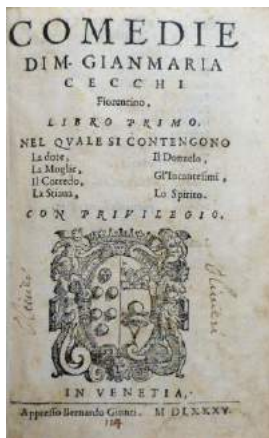 COMEDIE
DI M. GIANMARIA
CECCHI
Fiorentino,
LIBRO PRIMO.
NEL QVALE SI CONTENGONO
La dote,
La Moglie,
Il Corredo,
La Stiaua,
Il Donzelo,
Gl'Incantesimi,
Lo Spirito.
CON PRIVILEGIO.
IN VENETIA,
Appresso Bernardo Giunti. M DLXXXV.